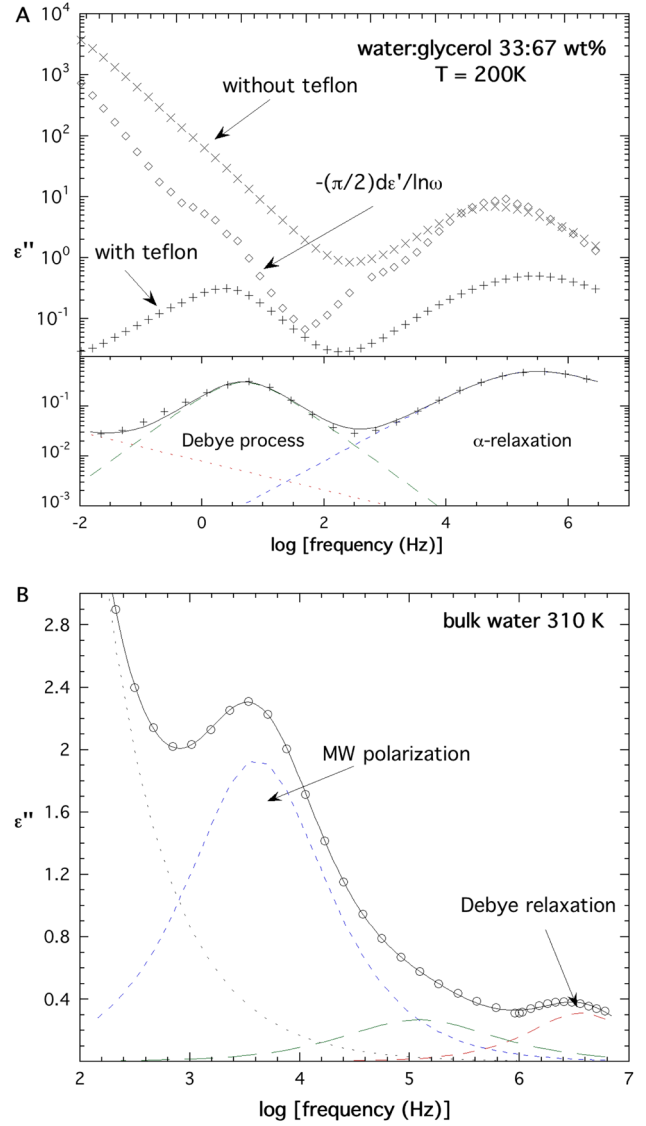 A
water:glycerol 33:67 wt%
T = 200K
without teflon
-(π/2)dε'/lnω
with teflon
ε''
10⁴
10³
10²
10¹
10⁰
10⁻¹
10⁻¹
10⁻²
10⁻³
Debye process
α-relaxation
-2 0 2 4 6
log [frequency (Hz)]
B
bulk water 310 K
MW polarization
Debye relaxation
ε''
2.8
2.4
2
1.6
1.2
0.8
0.4
2 3 4 5 6 7
log [frequency (Hz)]